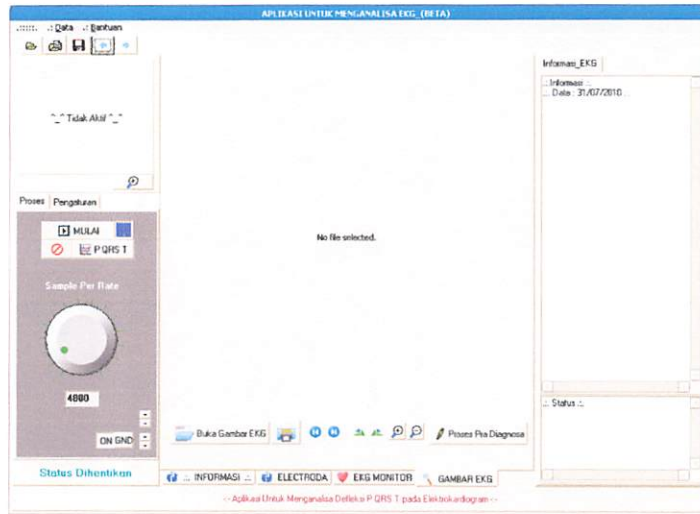 APLIKASI UNTUK MENGANALISA EKG_(BETA)
.::::::. .:Data .:Bantuan
^_^ Tidak Aktif ^_^
Proses Pengaturan
MULAI
P QRS T
Sample Per Rate
4000
ON GND
Status Dihentikan
No file selected.
Buka Gambar EKG
Proses Pra Diagnosa
.:. INFORMASI .:. ELECTRODA EKG MONITOR GAMBAR EKG
Informasi_EKG
.: Informasi :.
.:. Data : 31/07/2010 .:.
.:. Status .:.
-- Aplikasi Untuk Menganalisa Defleksi P QRS T pada Elektrokardiogram --